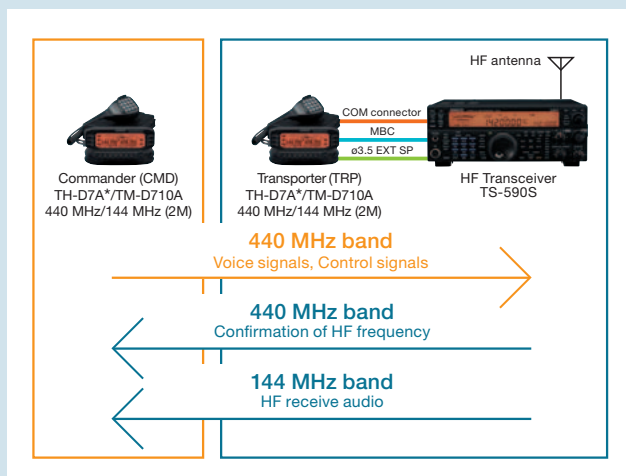 HF antenna
COM connector
MBC
ø3.5 EXT SP
Commander (CMD)
TH-D7A*/TM-D710A
440 MHz/144 MHz (2M)
Transporter (TRP)
TH-D7A*/TM-D710A
440 MHz/144 MHz (2M)
HF Transceiver
TS-590S
440 MHz band
Voice signals, Control signals
440 MHz band
Confirmation of HF frequency
144 MHz band
HF receive audio